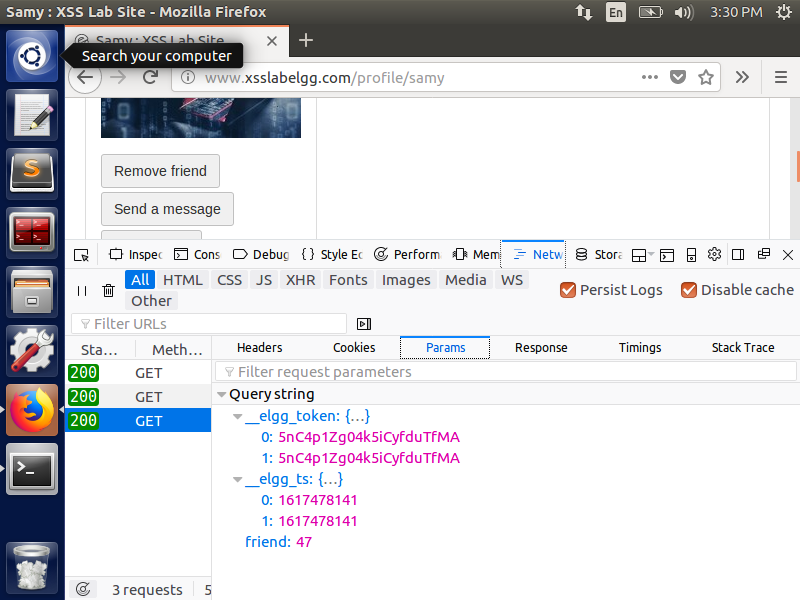 Samy : XSS Lab Site - Mozilla Firefox
En
3:30 PM
Samy : XSS Lab Site
Search your computer
www.xsslabelgg.com/profile/samy
Remove friend
Send a message
Inspec Cons Debug Style Ec Perform Mem Netw Stora
All HTML CSS JS XHR Fonts Images Media WS
Persist Logs Disable cache
Other
Filter URLs
Sta... Meth... Headers Cookies Params Response Timings Stack Trace
200 GET
200 GET
200 GET
Filter request parameters
Query string
__elgg_token: {...}
0: 5nC4p1Zg04k5iCyfduTfMA
1: 5nC4p1Zg04k5iCyfduTfMA
__elgg_ts: {...}
0: 1617478141
1: 1617478141
friend: 47
3 requests 5